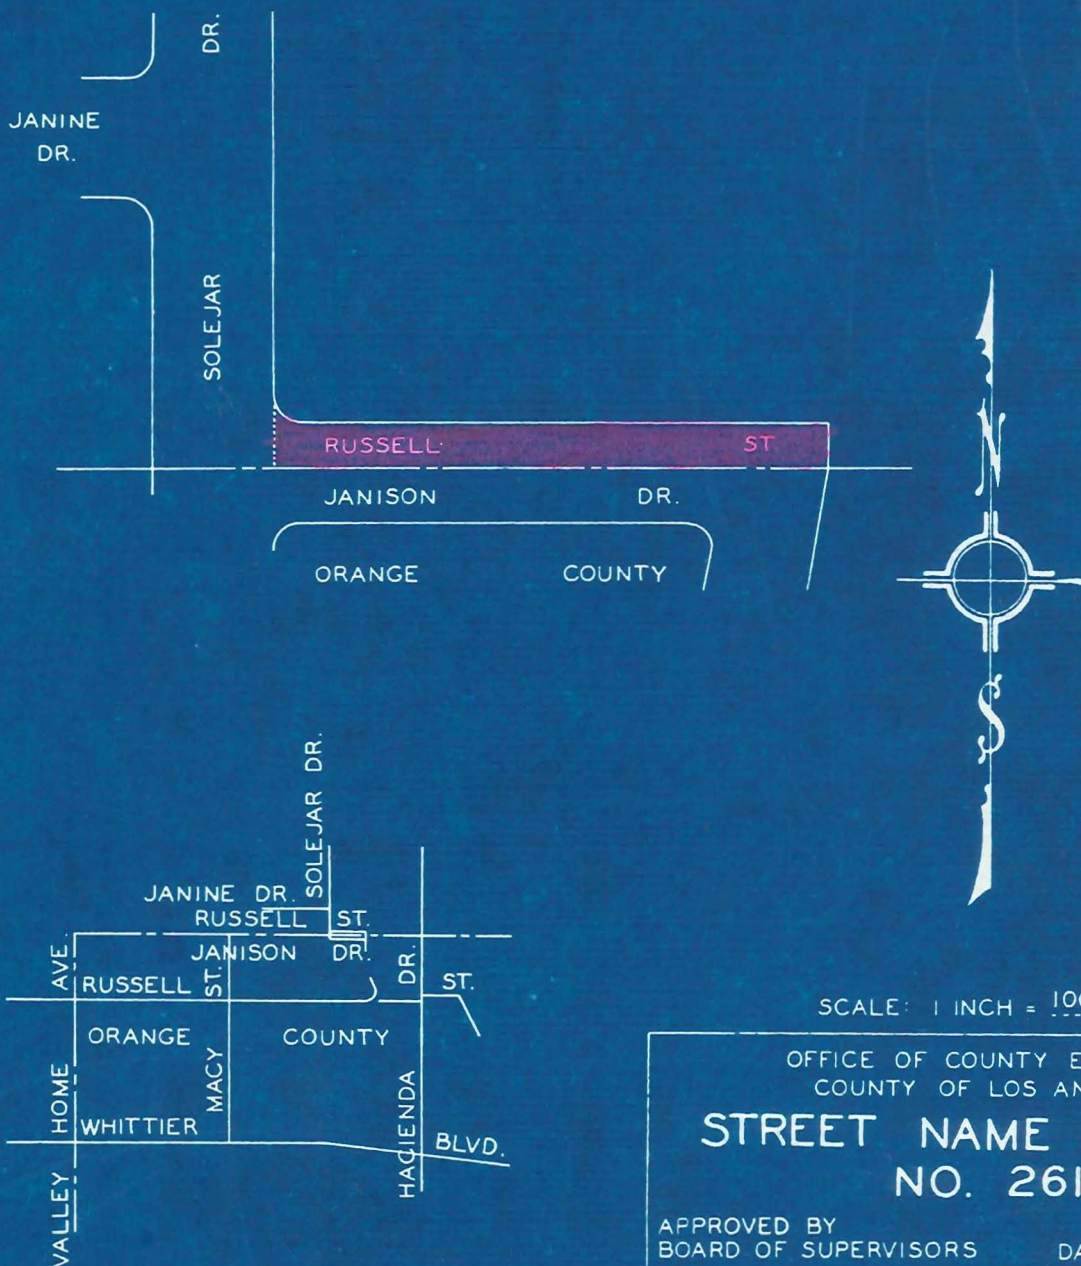 DR.
JANINE
DR.
SOLEJAR
RUSSELL ST
JANISON DR.
ORANGE COUNTY
N
S
SOLEJAR DR.
JANINE DR.
RUSSELL ST.
JANISON DR.
VALLEY HOME AVE.
RUSSELL ST.
MACY ST.
HACIENDA DR.
ORANGE COUNTY
WHITTIER BLVD.
SCALE: 1 INCH =
OFFICE OF COUNTY
COUNTY OF LOS
STREET NAME
NO. 261
APPROVED BY
BOARD OF SUPERVISORS